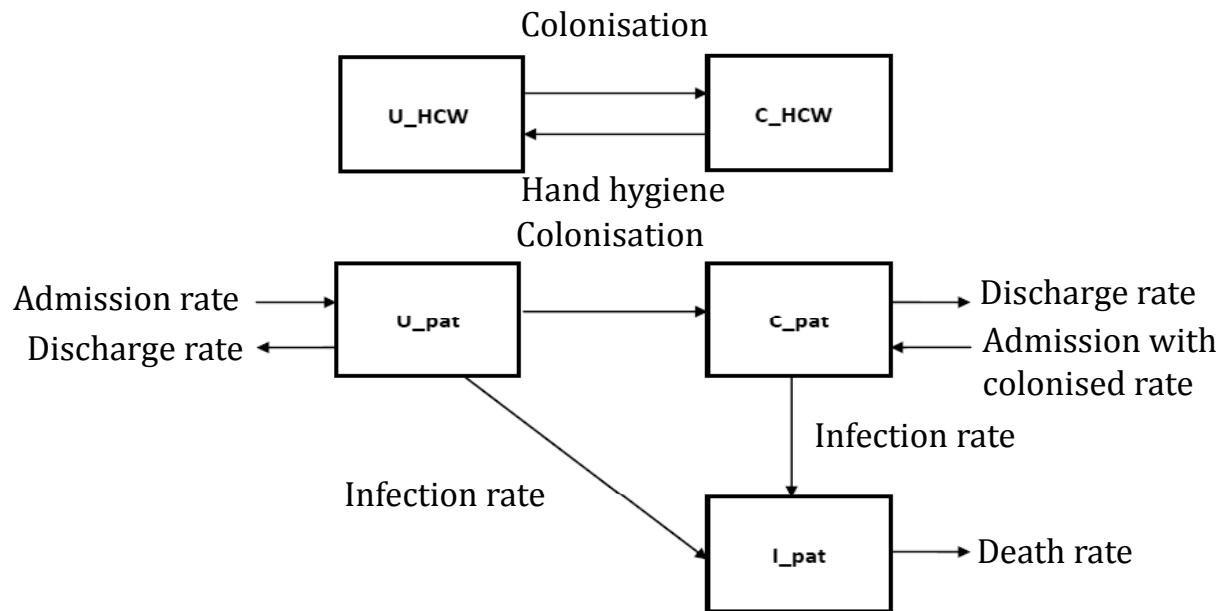 Colonisation
U_HCW
C_HCW
Hand hygiene
Colonisation
Admission rate
Discharge rate
U_pat
C_pat
Discharge rate
Admission with
colonised rate
Infection rate
Infection rate
I_pat
Death rate